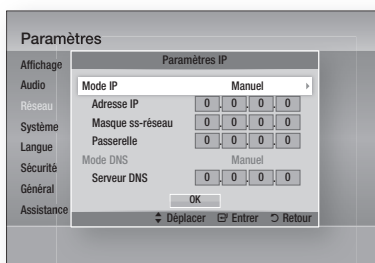 Paramètres
Affichage
Audio
Réseau
Système
Langue
Sécurité
Général
Assistance
Paramètres IP
Mode IP Manuel
Adresse IP 0 . 0 . 0 . 0
Masque ss-réseau 0 . 0 . 0 . 0
Passerelle 0 . 0 . 0 . 0
Mode DNS Manuel
Serveur DNS 0 . 0 . 0 . 0
OK
Déplacer Entrer Retour